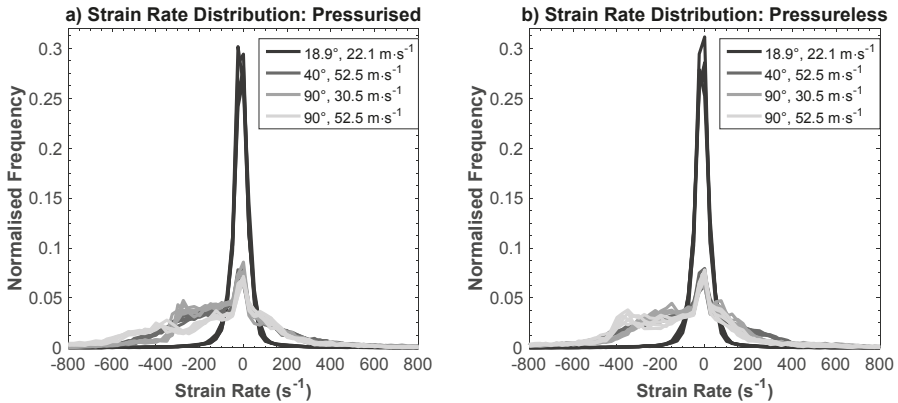 a) Strain Rate Distribution: Pressurised
0.3
0.25
0.2
0.15
0.1
0.05
0
Normalised Frequency
18.9°, 22.1 m·s⁻¹
40°, 52.5 m·s⁻¹
90°, 30.5 m·s⁻¹
90°, 52.5 m·s⁻¹
-800 -600 -400 -200 0 200 400 600 800
Strain Rate (s⁻¹)
b) Strain Rate Distribution: Pressureless
0.3
0.25
0.2
0.15
0.1
0.05
0
Normalised Frequency
18.9°, 22.1 m·s⁻¹
40°, 52.5 m·s⁻¹
90°, 30.5 m·s⁻¹
90°, 52.5 m·s⁻¹
-800 -600 -400 -200 0 200 400 600 800
Strain Rate (s⁻¹)